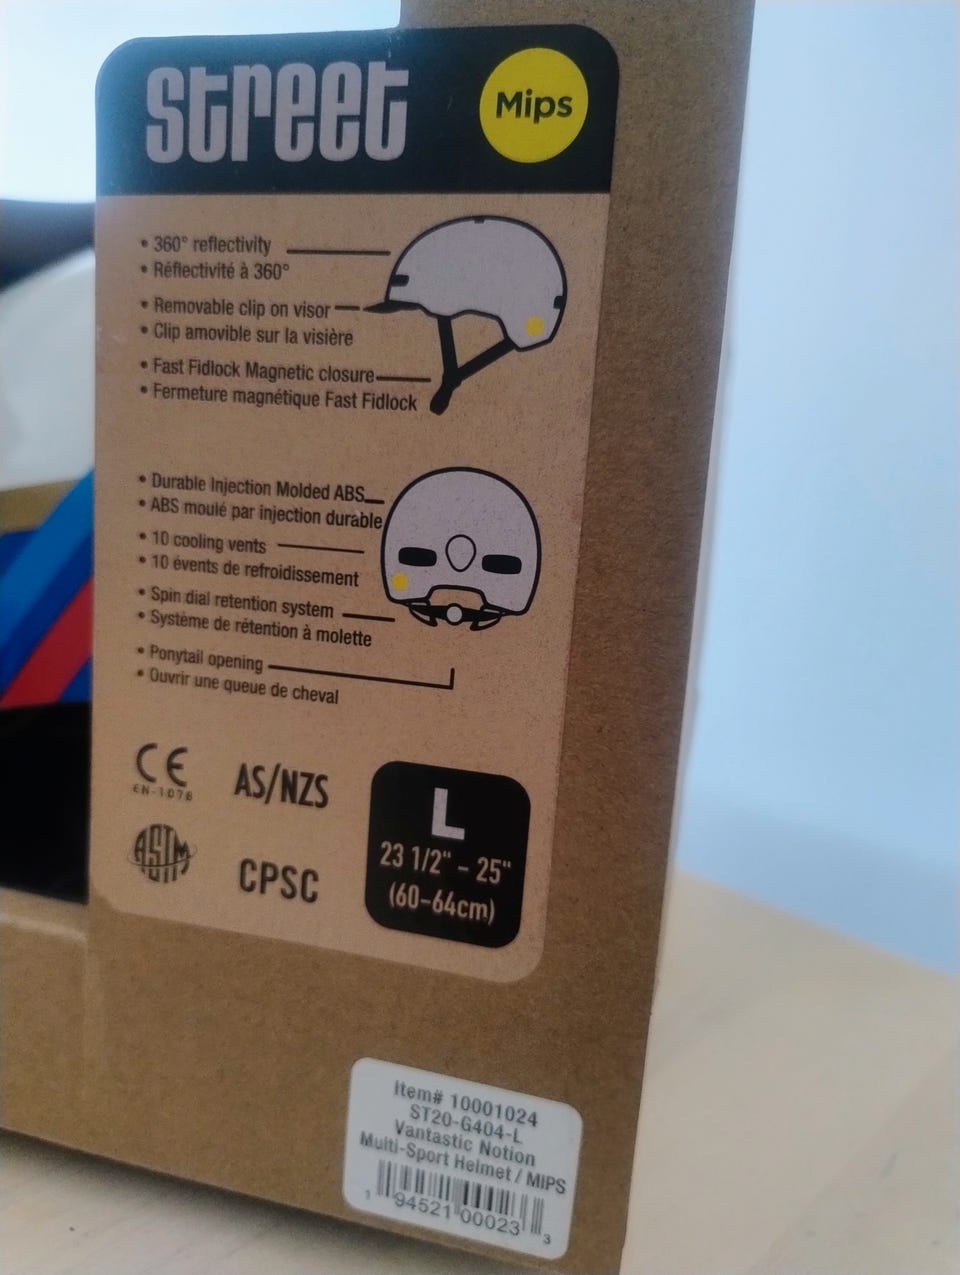 street
Mips
• 360° reflectivity
• Réflectivité à 360°
• Removable clip on visor
• Clip amovible sur la visière
• Fast Fidlock Magnetic closure
• Fermeture magnétique Fast Fidlock
• Durable Injection Molded ABS
• ABS moulé par injection durable
• 10 cooling vents
• 10 évents de refroidissement
• Spin dial retention system
• Système de rétention à molette
• Ponytail opening
• Ouvrir une queue de cheval
CE
EN-1078
AS/NZS
ASTM
CPSC
L
23 1/2" - 25"
(60-64cm)
Item# 10001024
ST20-G404-L
Vantastic Notion
Multi-Sport Helmet / MIPS
1 94521 00023 3